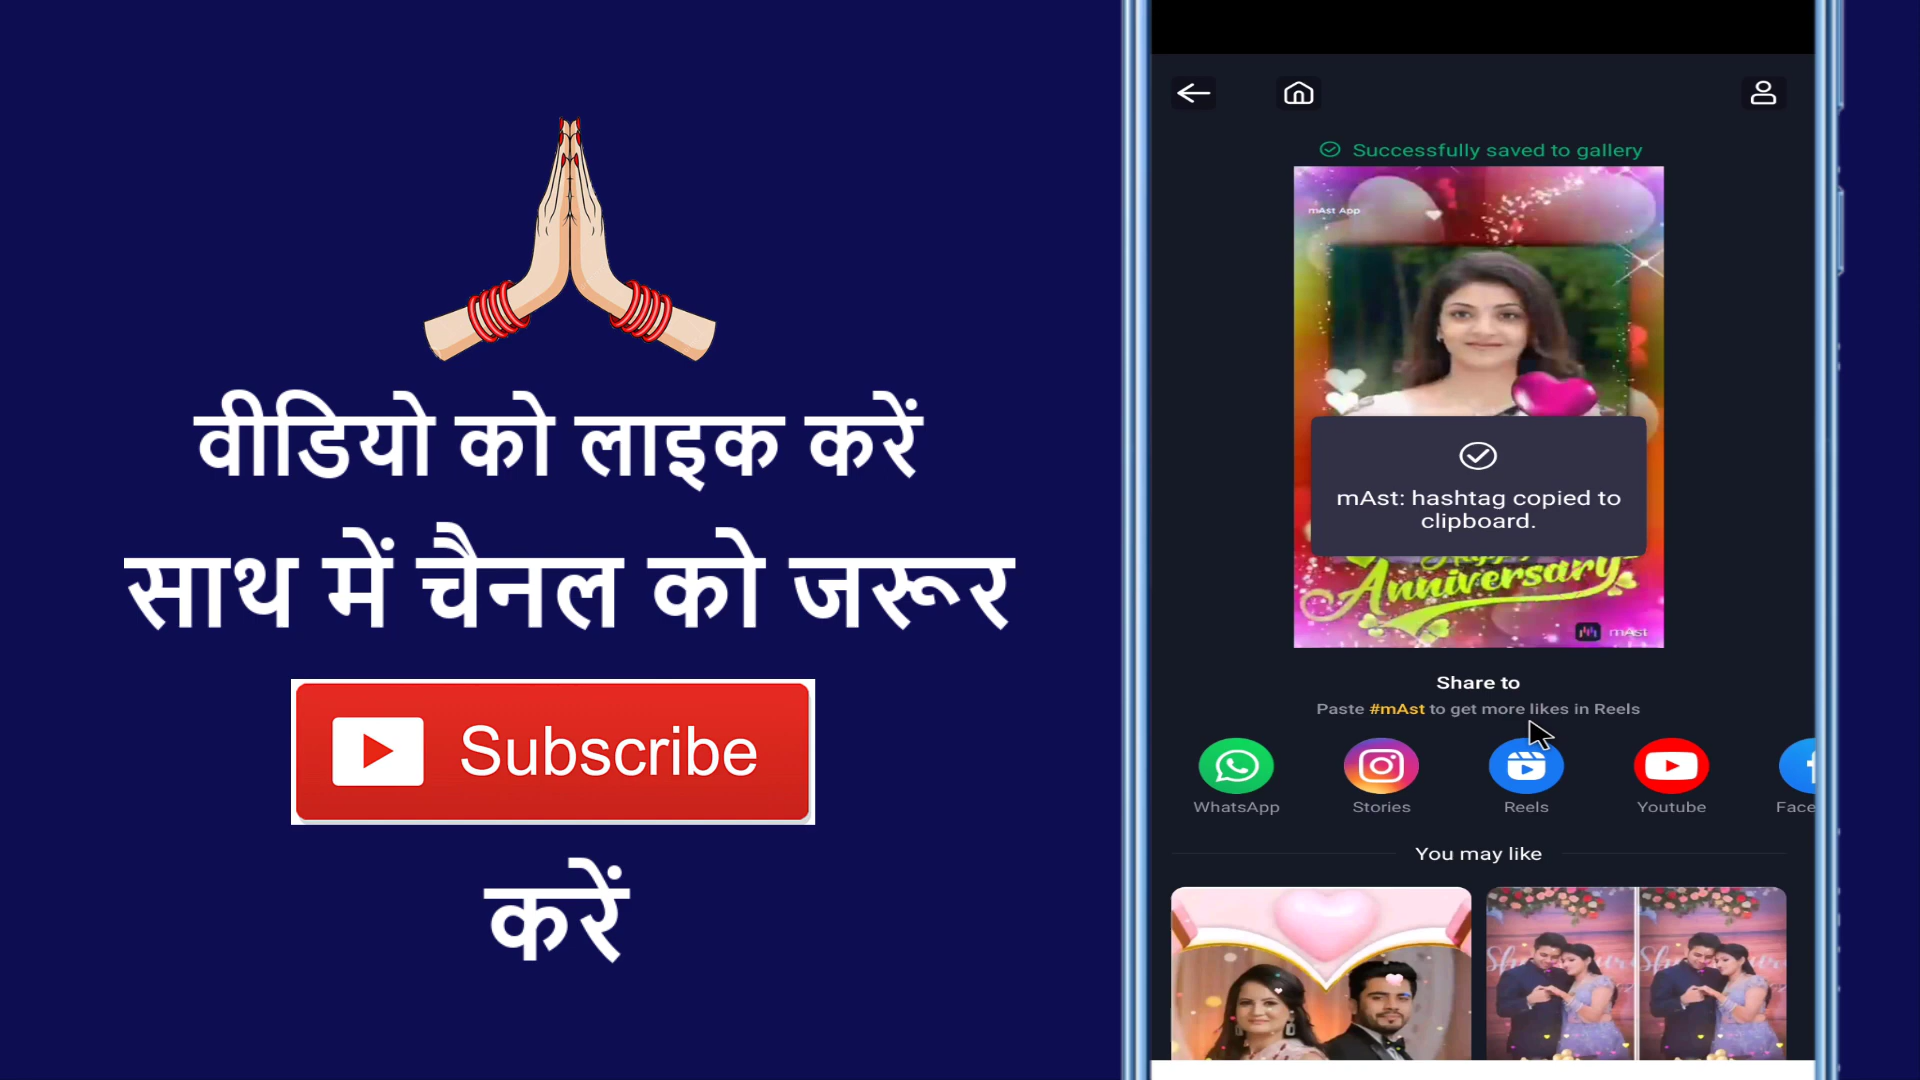 वीडियो को लाइक करें
साथ में चैनल को जरूर
Subscribe
करें
Successfully saved to gallery
mAst App
mAst: hashtag copied to
clipboard.
Happy
Anniversary
mAst
Share to
Paste #mAst to get more likes in Reels
WhatsApp
Stories
Reels
Youtube
Face
You may like